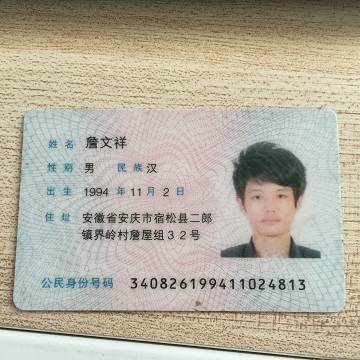 姓名 詹文祥
性别 男 民族 汉
出生 1994 年 11 月 2 日
住址 安徽省安庆市宿松县二郎
镇界岭村詹屋组32号
公民身份号码 340826199411024813